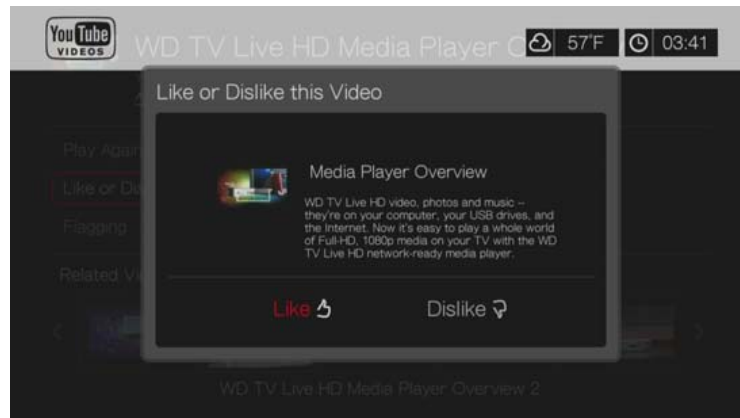 You Tube
VIDEOS
WD TV Live HD Media Player O
57°F
03:41
Like or Dislike this Video
Play Again
Like or Dis
Flagging
Related Vi
Media Player Overview
WD TV Live HD video, photos and music –
they're on your computer, your USB drives, and
the Internet. Now it's easy to play a whole world
of Full-HD, 1080p media on your TV with the WD
TV Live HD network-ready media player.
Like
Dislike
WD TV Live HD Media Player Overview 2